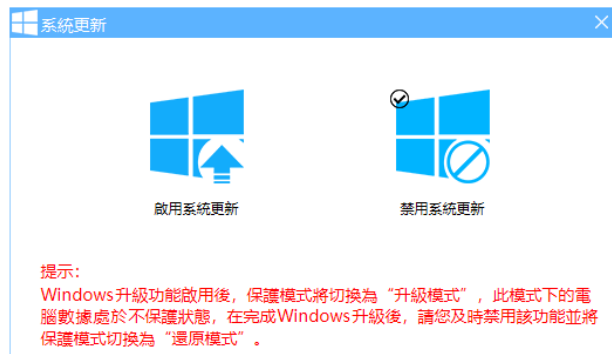 系統更新
啟用系統更新
禁用系統更新
提示：
Windows升級功能啟用後，保護模式將切換為“升級模式”，此模式下的電
腦數據處於不保護狀態，在完成Windows升級後，請您及時禁用該功能並將
保護模式切換為“還原模式”。